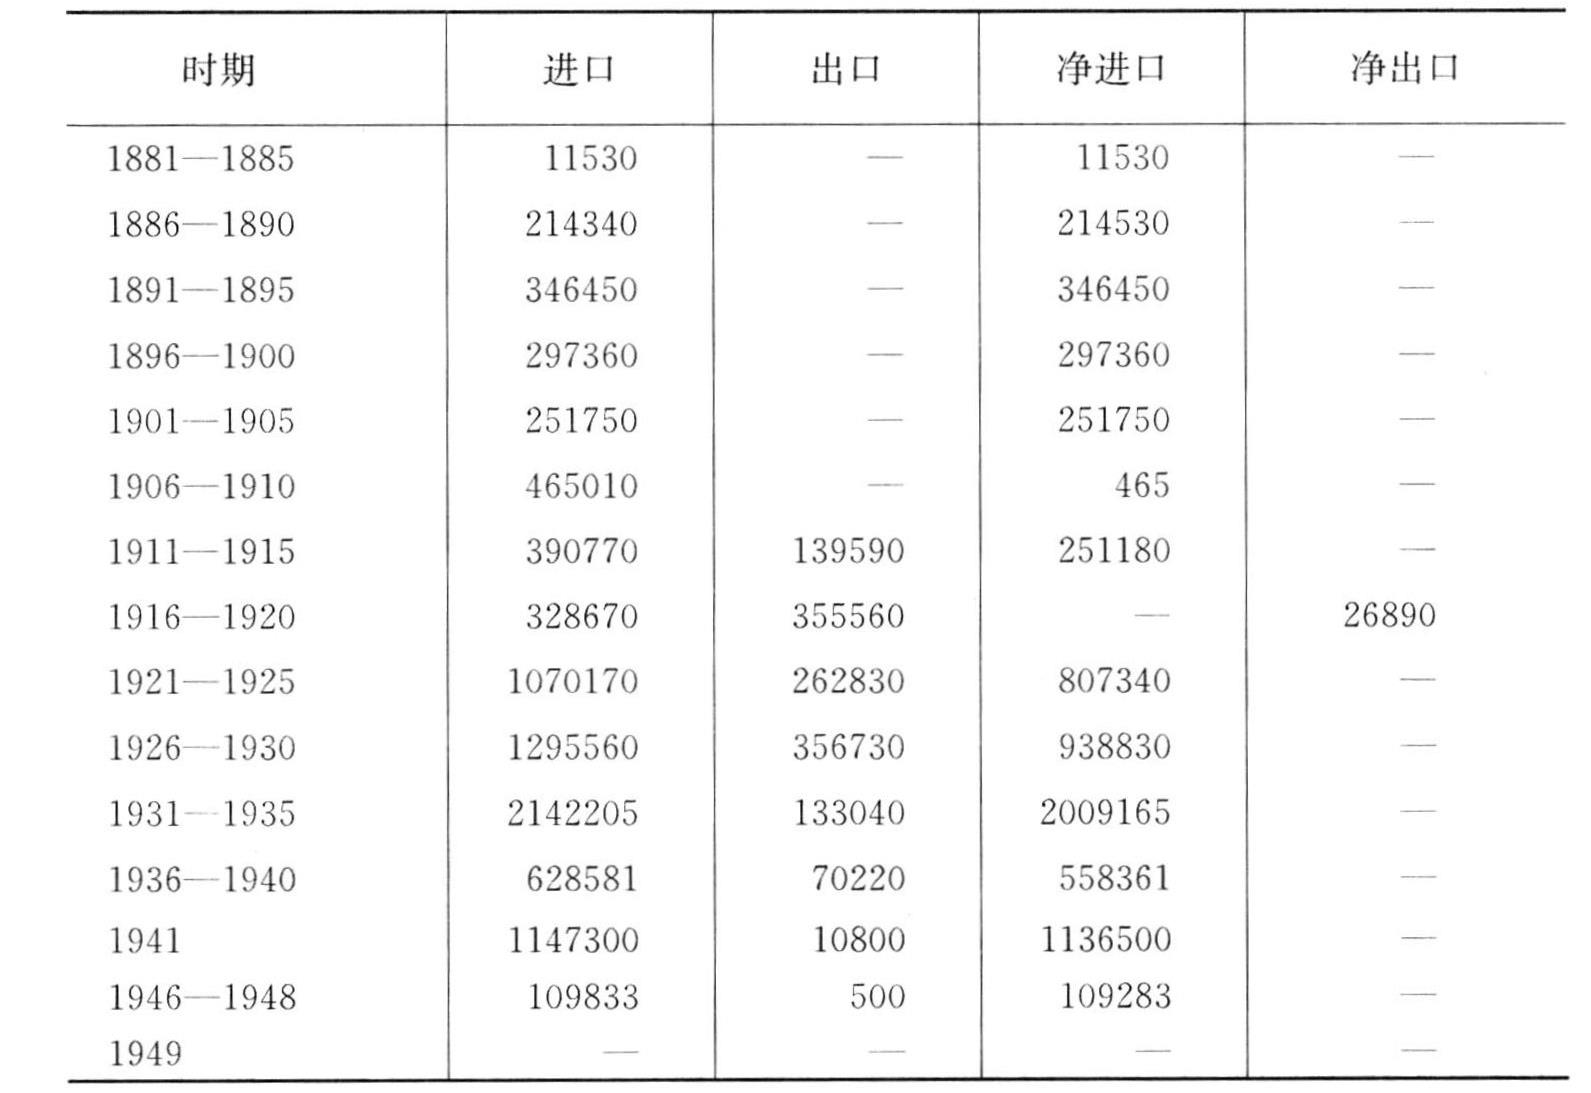 时期 进口 出口 净进口 净出口
1881—1885 11530 — 11530 —
1886—1890 214340 — 214530 —
1891—1895 346450 — 346450 —
1896—1900 297360 — 297360 —
1901—1905 251750 — 251750 —
1906—1910 465010 — 465 —
1911—1915 390770 139590 251180 —
1916—1920 328670 355560 — 26890
1921—1925 1070170 262830 807340 —
1926—1930 1295560 356730 938830 —
1931—1935 2142205 133040 2009165 —
1936—1940 628581 70220 558361 —
1941 1147300 10800 1136500 —
1946—1948 109833 500 109283 —
1949 — — — —